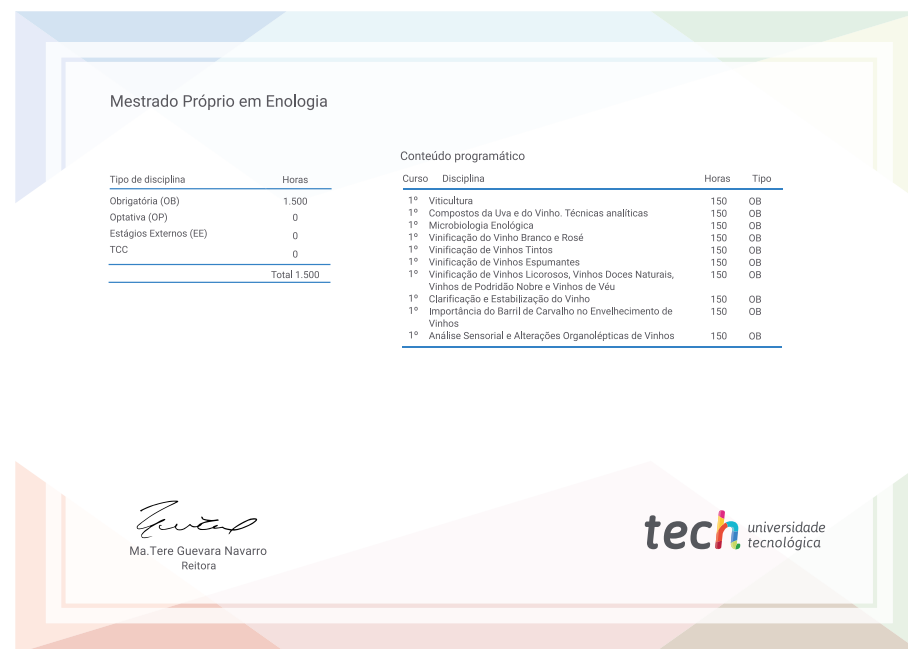 Mestrado Próprio em Enologia
Tipo de disciplina Horas
Obrigatória (OB) 1.500
Optativa (OP) 0
Estágios Externos (EE) 0
TCC 0
Total 1.500
Conteúdo programático
Curso Disciplina Horas Tipo
1º Viticultura 150 OB
1º Compostos da Uva e do Vinho. Técnicas analíticas 150 OB
1º Microbiologia Enológica 150 OB
1º Vinificação do Vinho Branco e Rosé 150 OB
1º Vinificação de Vinhos Tintos 150 OB
1º Vinificação de Vinhos Espumantes 150 OB
1º Vinificação de Vinhos Licorosos, Vinhos Doces Naturais, 150 OB
Vinhos de Podridão Nobre e Vinhos de Véu
1º Clarificação e Estabilização do Vinho 150 OB
1º Importância do Barril de Carvalho no Envelhecimento de 150 OB
Vinhos
1º Análise Sensorial e Alterações Organolépticas de Vinhos 150 OB
Ma.Tere Guevara Navarro
Reitora
tech universidade
tecnológica